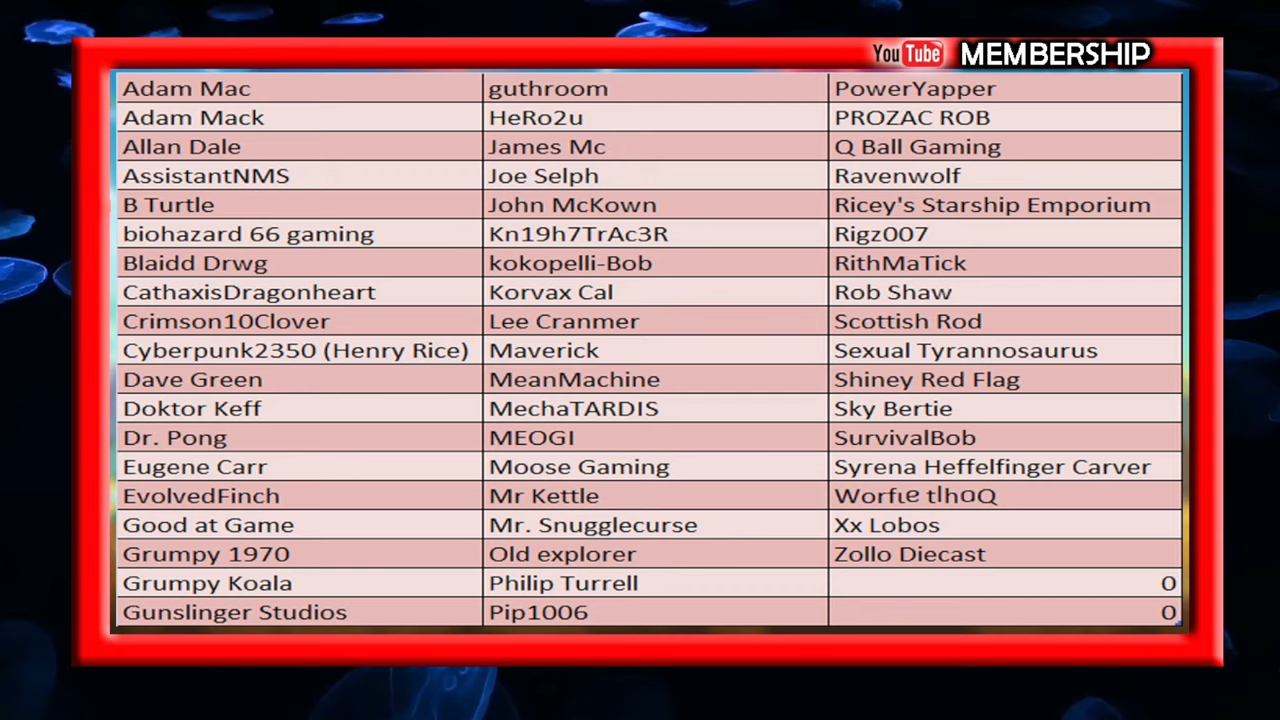 YouTube MEMBERSHIP
Adam Mac guthroom PowerYapper
Adam Mack HeRo2u PROZAC ROB
Allan Dale James Mc Q Ball Gaming
AssistantNMS Joe Selph Ravenwolf
B Turtle John McKown Ricey's Starship Emporium
biohazard 66 gaming Kn19h7TrAc3R Rigz007
Blaidd Drwg kokopelli-Bob RithMaTick
CathaxisDragonheart Korvax Cal Rob Shaw
Crimson10Clover Lee Cranmer Scottish Rod
Cyberpunk2350 (Henry Rice) Maverick Sexual Tyrannosaurus
Dave Green MeanMachine Shiney Red Flag
Doktor Keff MechaTARDIS Sky Bertie
Dr. Pong MEOGI SurvivalBob
Eugene Carr Moose Gaming Syrena Heffelfinger Carver
EvolvedFinch Mr Kettle
Good at Game Mr. Snugglecurse Xx Lobos
Grumpy 1970 Old explorer Zollo Diecast
Grumpy Koala Philip Turrell 0
Gunslinger Studios Pip1006 0